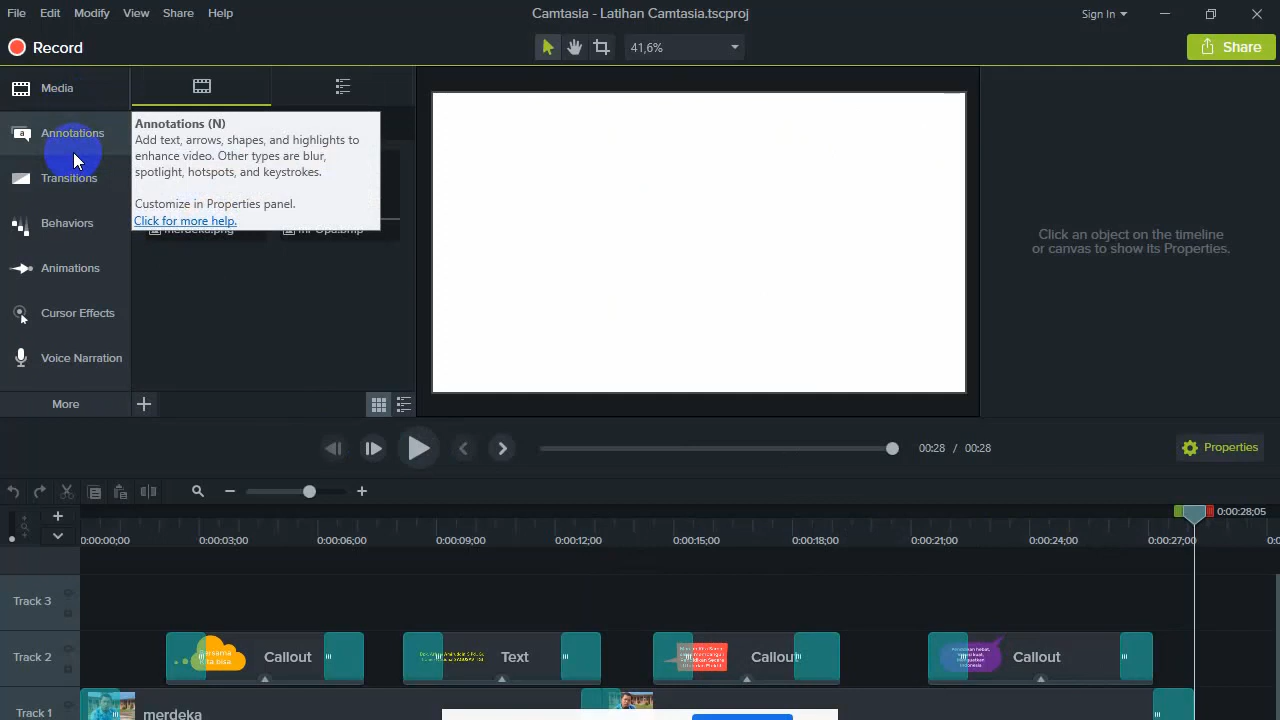 File Edit Modify View Share Help
Camtasia - Latihan Camtasia.tscproj
Sign In
Record
41,6%
Share
Media
Annotations
Transitions
Behaviors
Animations
Cursor Effects
Voice Narration
More
Annotations (N)
Add text, arrows, shapes, and highlights to
enhance video. Other types are blur,
spotlight, hotspots, and keystrokes.
Customize in Properties panel.
Click for more help.
merdeka.png
Click an object on the timeline
or canvas to show its Properties.
00:28 / 00:28
Properties
0:00:28;05
0:00:00;00 0:00:03;00 0:00:06;00 0:00:09;00 0:00:12;00 0:00:15;00 0:00:18;00 0:00:21;00 0:00:24;00 0:00:27;00
Track 3
Track 2
Callout
Text
Callout
Callout
Track 1
merdeka